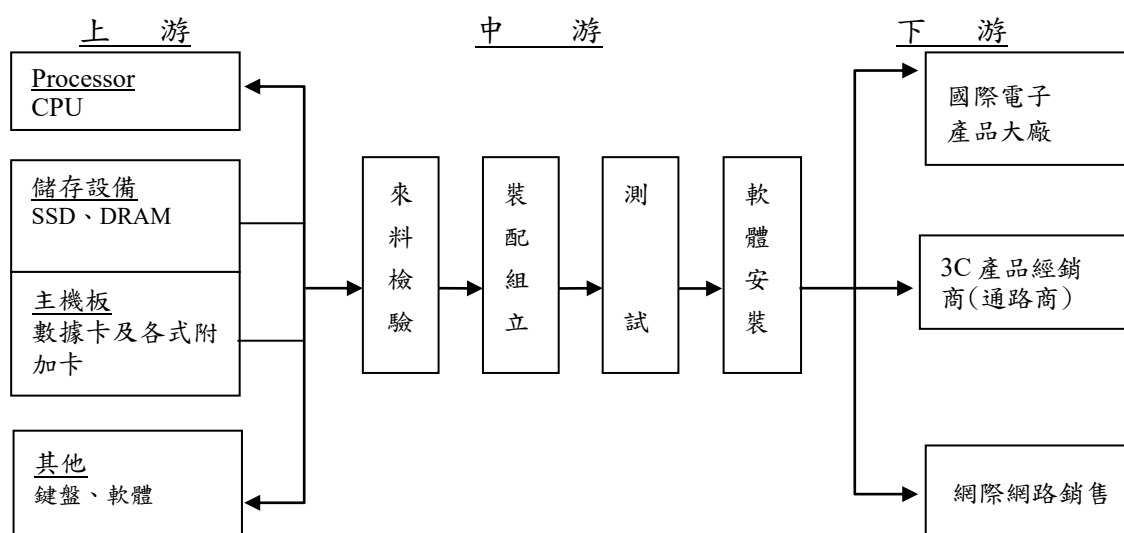 上　游
Processor
CPU
儲存設備
SSD、DRAM
主機板
數據卡及各式附
加卡
其他
鍵盤、軟體
中　游
來料檢驗
裝配組立
測試
軟體安裝
下　游
國際電子
產品大廠
3C 產品經銷
商(通路商)
網際網路銷售